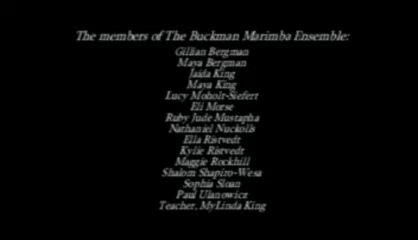 The members of The Buckman Marimba Ensemble:
Gillian Bergman
Maya Bergman
Jaida King
Maya King
Lucy Moholt-Siefert
Eli Morse
Ruby Jude Mustapha
Nathaniel Nuckolls
Ella Ristvedt
Kylie Ristvedt
Maggie Rockhill
Shalom Shapiro-Wesa
Sophia Sloan
Paul Ulanowicz
Teacher, MyLinda King